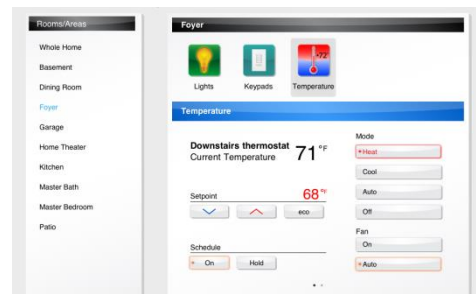 Rooms/Areas
Whole Home
Basement
Dining Room
Foyer
Garage
Home Theater
Kitchen
Master Bath
Master Bedroom
Patio
Foyer
72°
Lights
Keypads
Temperature
Temperature
Downstairs thermostat
Current Temperature
71°F
Setpoint
68°F
eco
Schedule
On
Hold
Mode
Heat
Cool
Auto
Off
Fan
On
Auto